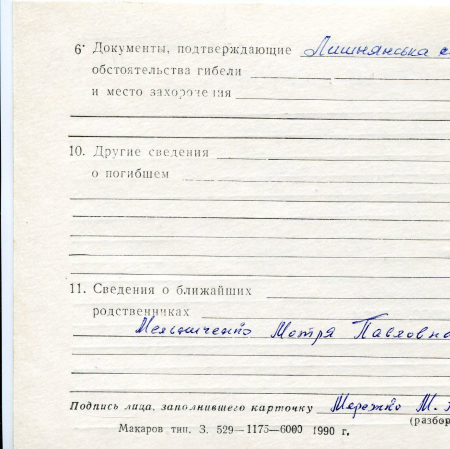 6· Документы, подтверждающие Лишнянська с
обстоятельства гибели
и место захоронения
10. Другие сведения
о погибшем
11. Сведения о ближайших
родственниках
Мельниченко Мотря Павловна
Подпись лица, заполнившего карточку Мережко М.
(разбор
Макаров тип. З. 529—1175—6000 1990 г,